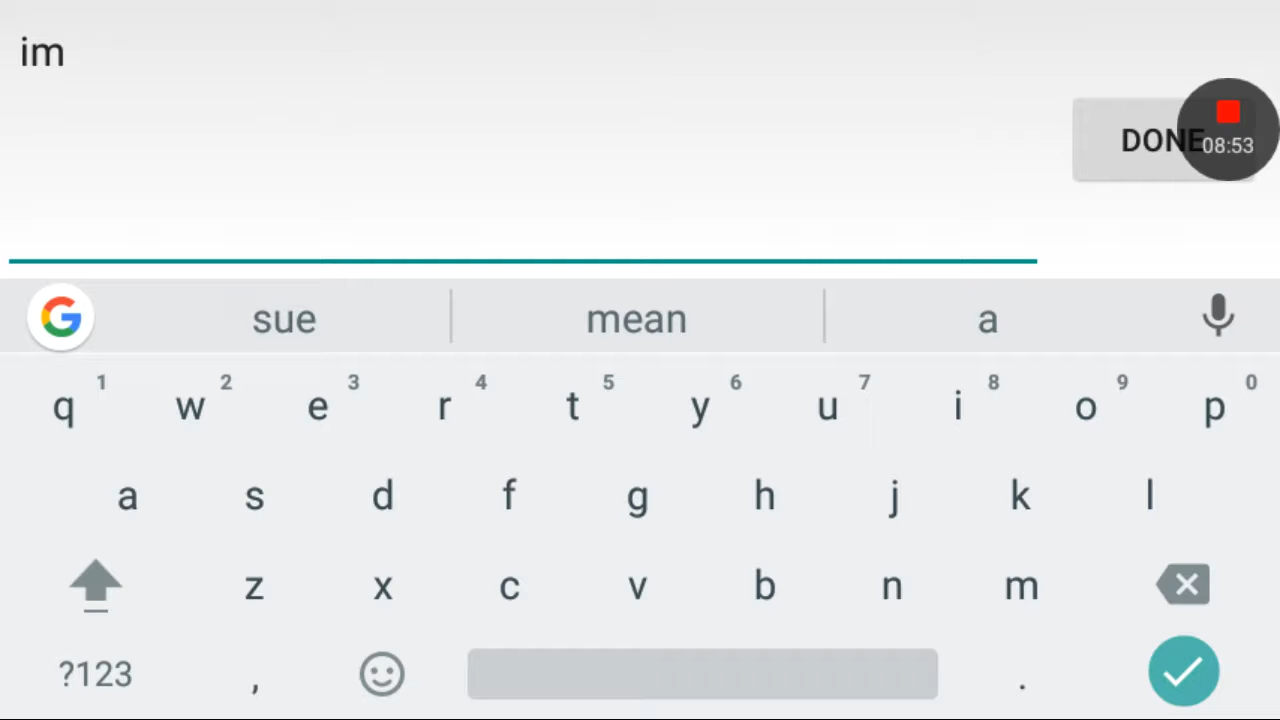 im
DONE
08:53
sue mean a
1 2 3 4 5 6 7 8 9 0
q w e r t y u i o p
a s d f g h j k l
z x c v b n m
?123 , .